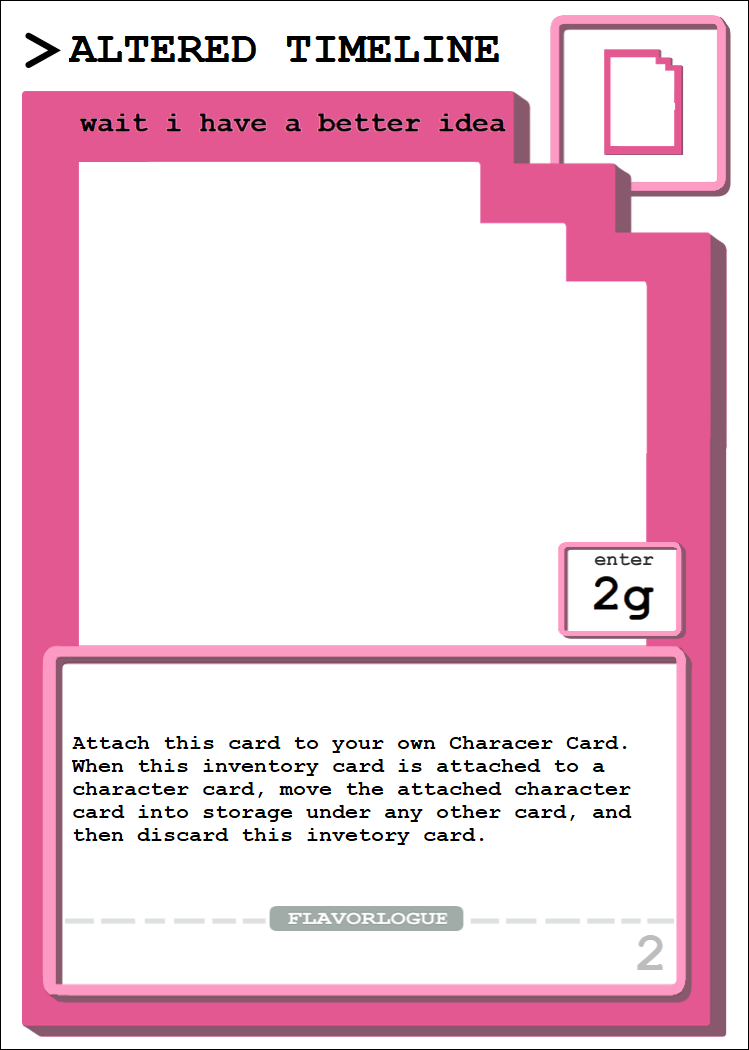 >ALTERED TIMELINE
wait i have a better idea
enter
2g
Attach this card to your own Characer Card.
When this inventory card is attached to a
character card, move the attached character
card into storage under any other card, and
then discard this invetory card.
FLAVORLOGUE
2